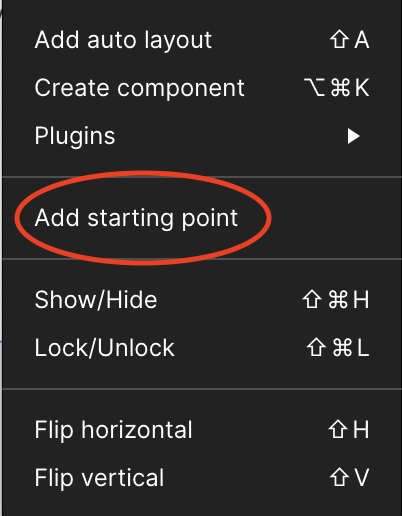 Add auto layout ⇧A
Create component ⌥⌘K
Plugins ▶
Add starting point
Show/Hide ⇧⌘H
Lock/Unlock ⇧⌘L
Flip horizontal ⇧H
Flip vertical ⇧V